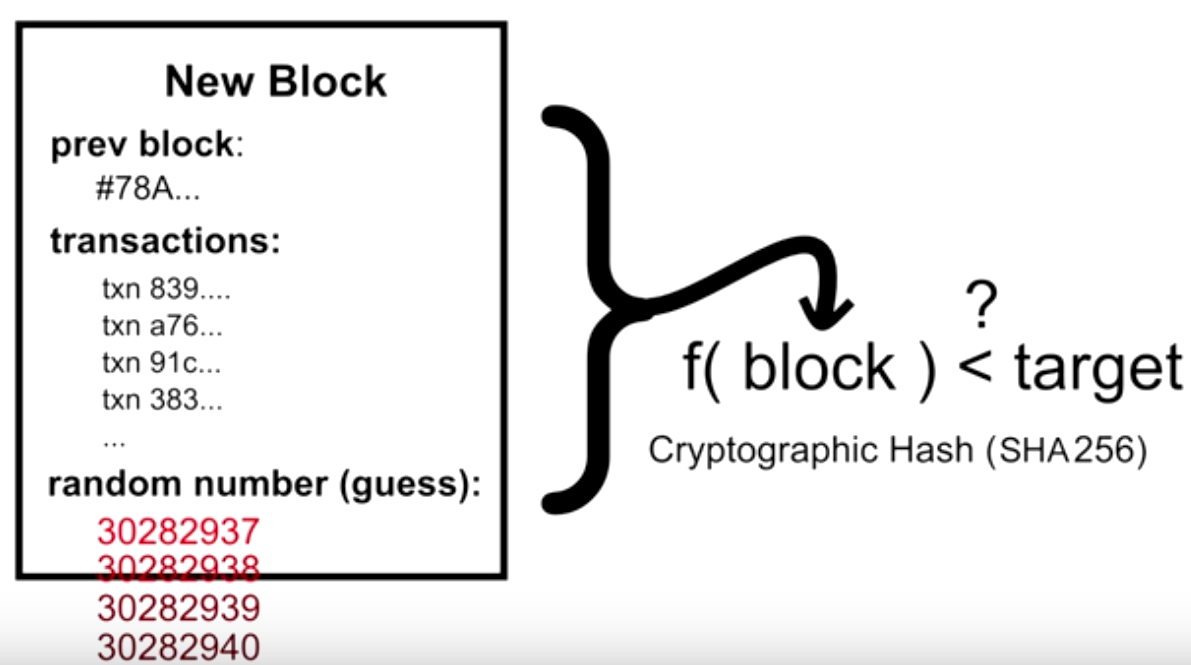 New Block
prev block:
#78A...
transactions:
txn 839....
txn a76...
txn 91c...
txn 383...
...
random number (guess):
30282937
30282938
30282939
30282940
?
f( block ) < target
Cryptographic Hash (SHA256)